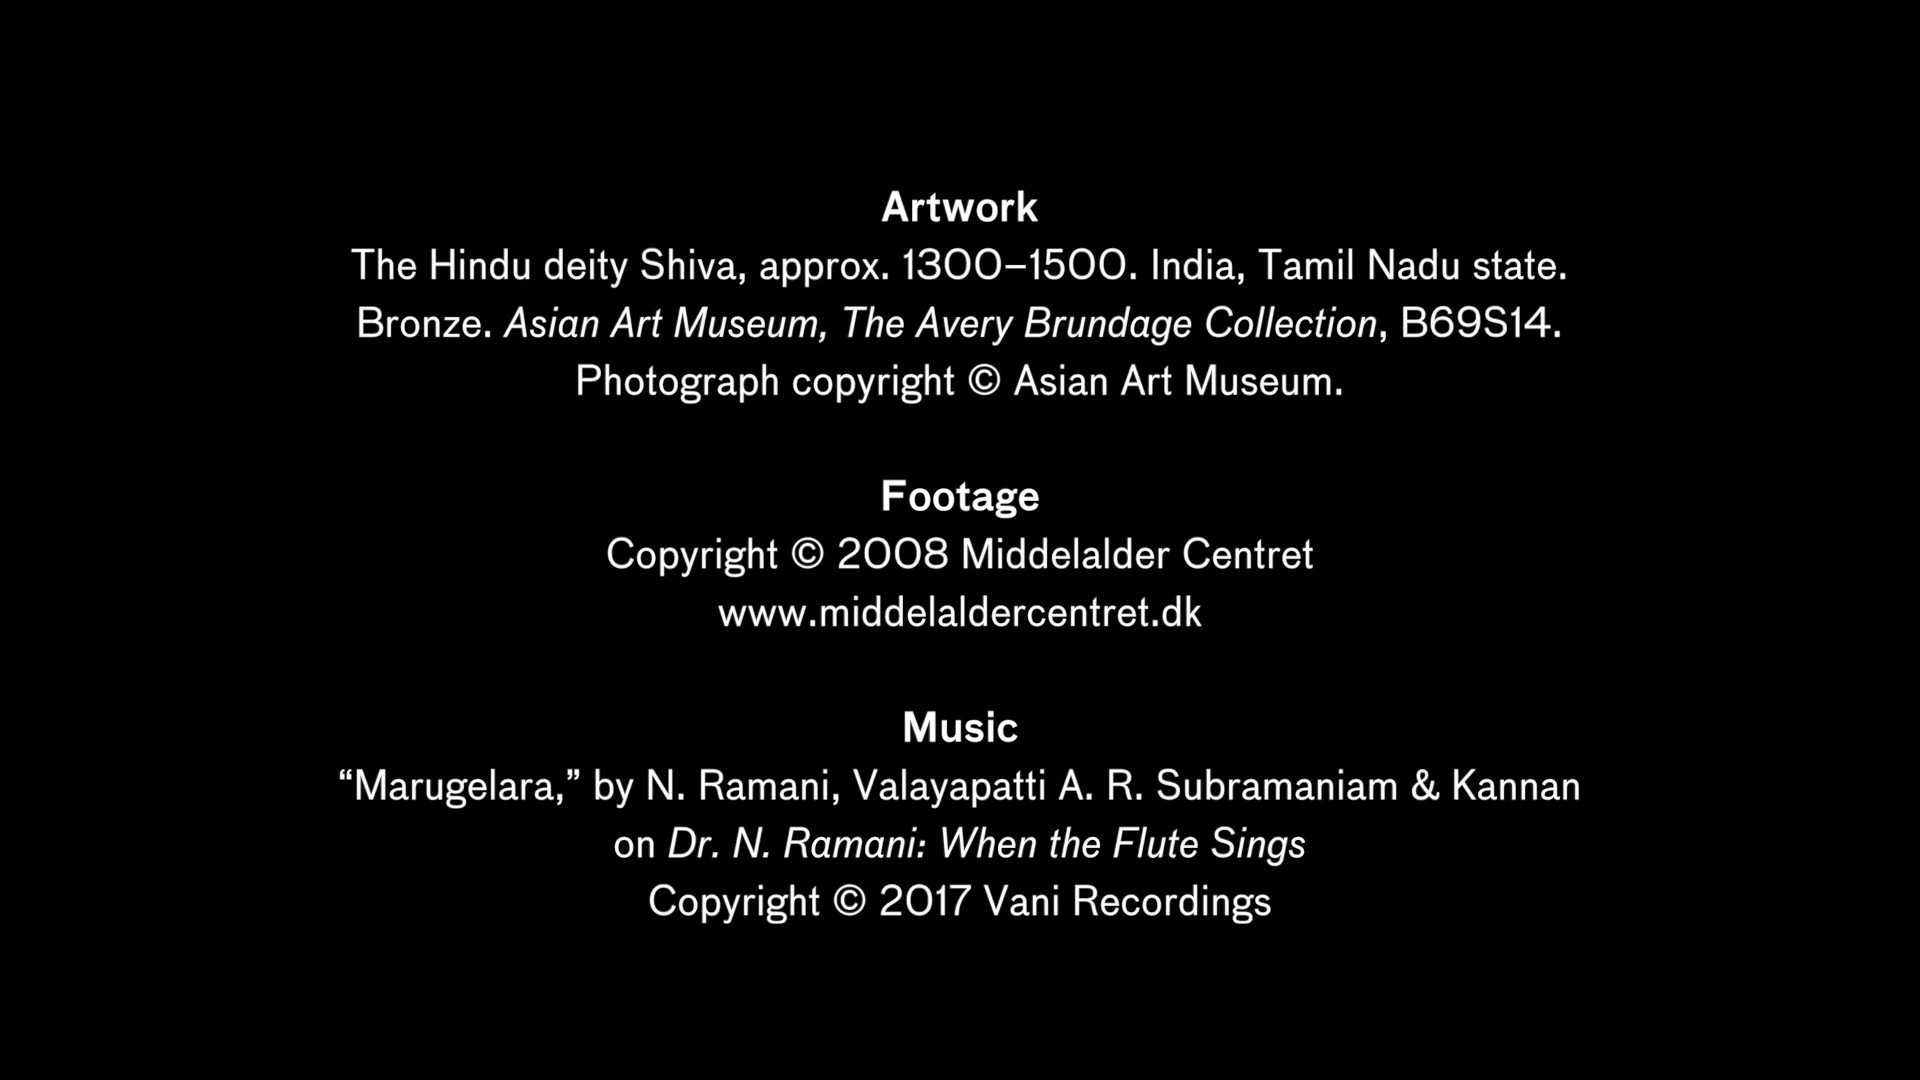 Artwork
The Hindu deity Shiva, approx. 1300–1500. India, Tamil Nadu state.
Bronze. Asian Art Museum, The Avery Brundage Collection, B69S14.
Photograph copyright © Asian Art Museum.
Footage
Copyright © 2008 Middelalder Centret
www.middelaldercentret.dk
Music
“Marugelara,” by N. Ramani, Valayapatti A. R. Subramaniam & Kannan
on Dr. N. Ramani: When the Flute Sings
Copyright © 2017 Vani Recordings